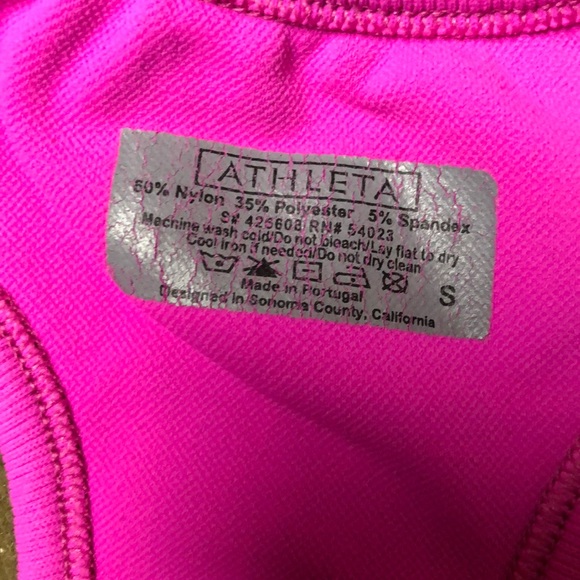 ATHLETA
60% Nylon 35% Polyester 5% Spandex
S# 425608 RN# 54023
Machine wash cold/Do not bleach/Lay flat to dry
Cool iron if needed/Do not dry clean
Made in Portugal
S
Designed in Sonoma County, California